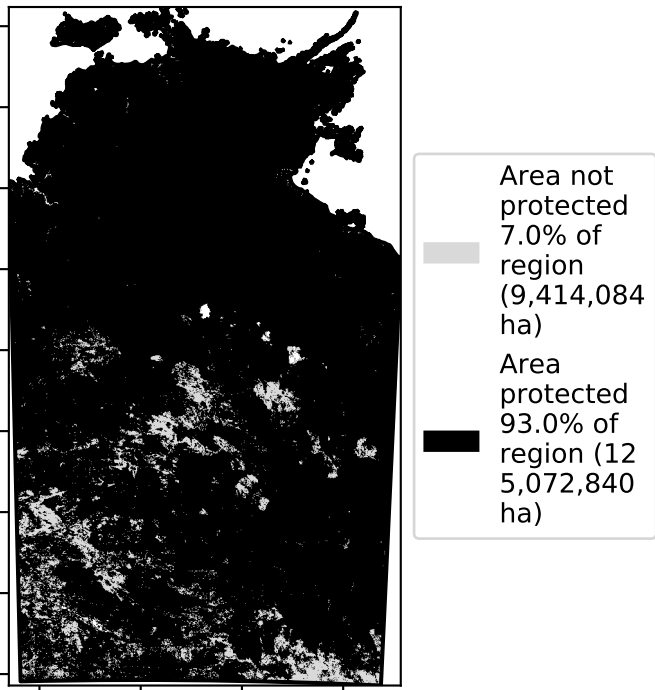 Area not
protected
7.0% of
region
(9,414,084
ha)
Area
protected
93.0% of
region (12
5,072,840
ha)